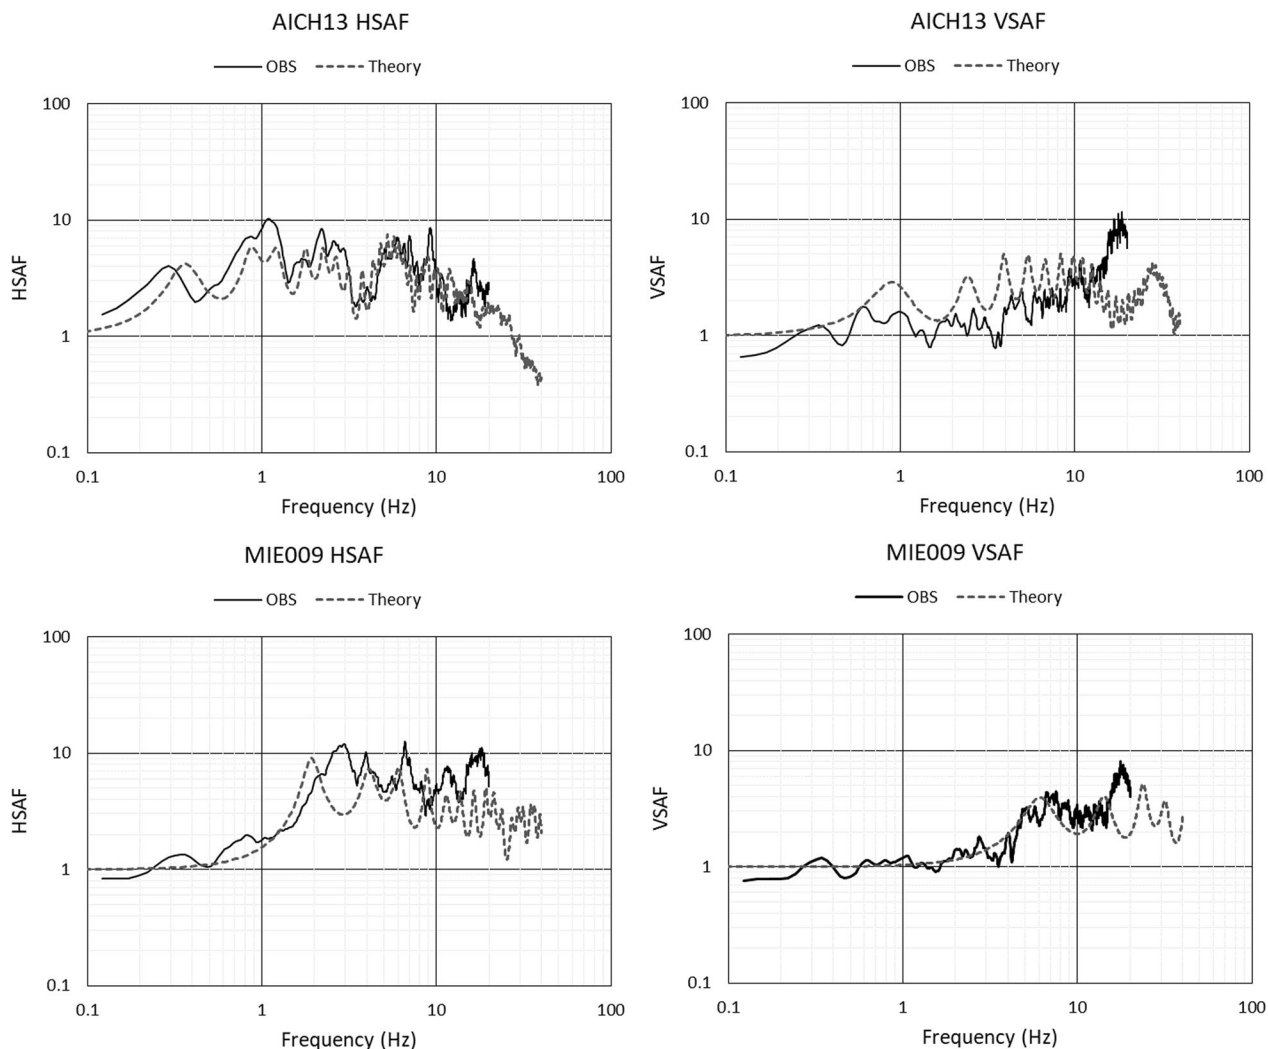 AICH13 HSAF
OBS Theory
100
10
1
0.1
HSAF
0.1 1 10 100
Frequency (Hz)
AICH13 VSAF
OBS Theory
100
10
1
0.1
VSAF
0.1 1 10 100
Frequency (Hz)
MIE009 HSAF
OBS Theory
100
10
1
0.1
HSAF
0.1 1 10 100
Frequency (Hz)
MIE009 VSAF
OBS Theory
100
10
1
0.1
VSAF
0.1 1 10 100
Frequency (Hz)